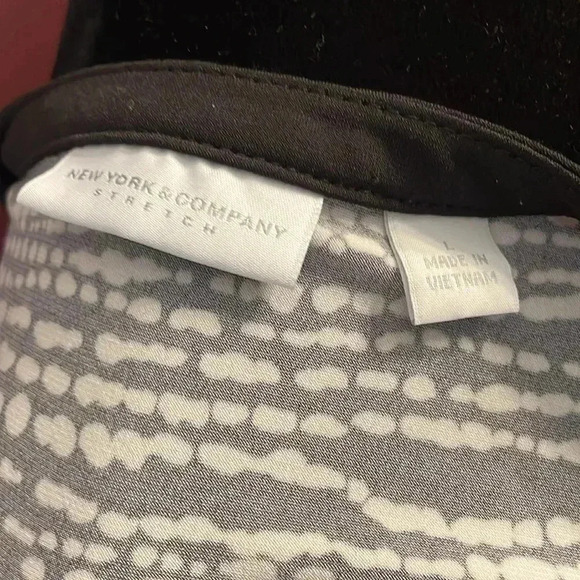 NEW YORK & COMPANY
STRETCH
L
MADE IN
VIETNAM